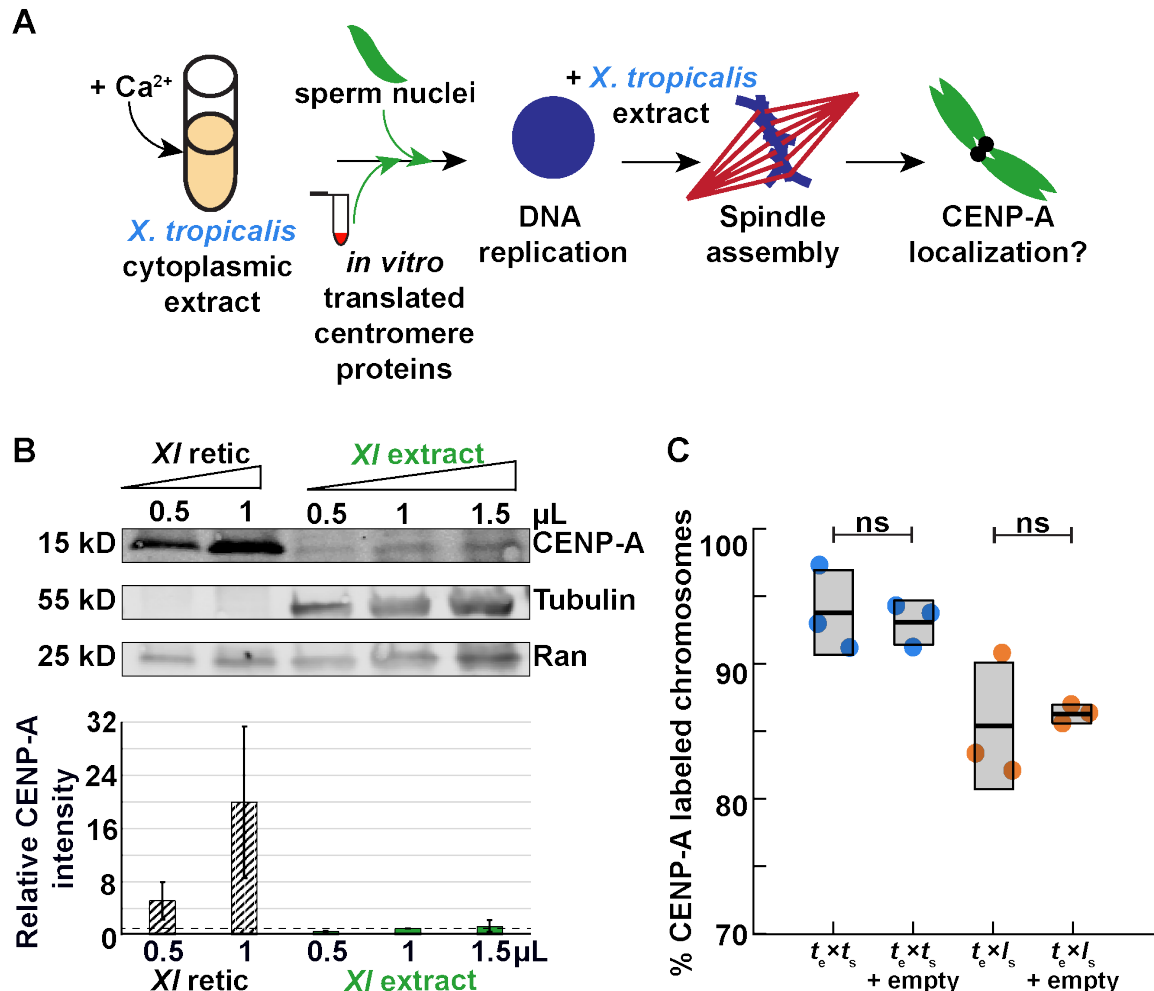 A
+ Ca²⁺
sperm nuclei
+ X. tropicalis
extract
X. tropicalis
cytoplasmic
extract
in vitro
translated
centromere
proteins
DNA
replication
Spindle
assembly
CENP-A
localization?
B
Xl retic
Xl extract
0.5 1 0.5 1 1.5 µL
15 kD CENP-A
55 kD Tubulin
25 kD Ran
Relative CENP-A
intensity
32
24
16
8
0
0.5 1 0.5 1 1.5µL
Xl retic Xl extract
C
% CENP-A labeled chromosomes
100
90
80
70
ns ns
tₑ×tₛ tₑ×tₛ tₑ×lₛ tₑ×lₛ
+ empty + empty